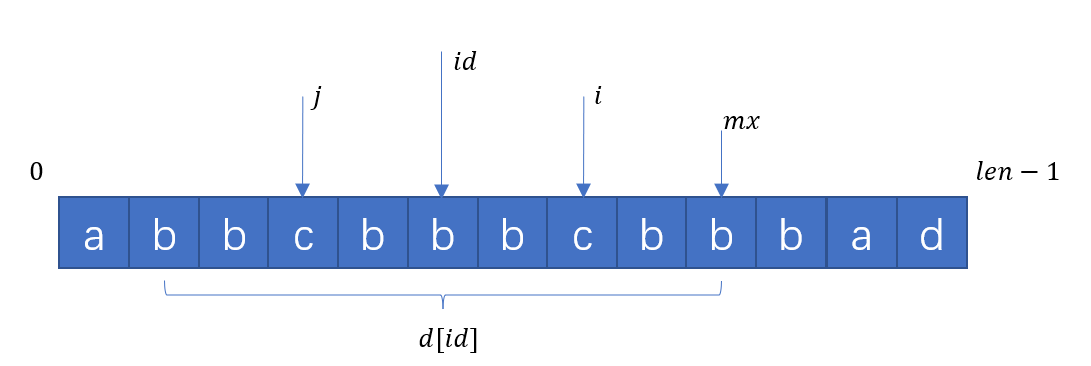 id
j
i
mx
0
len − 1
a b b c b b b c b b b a d
d[id]